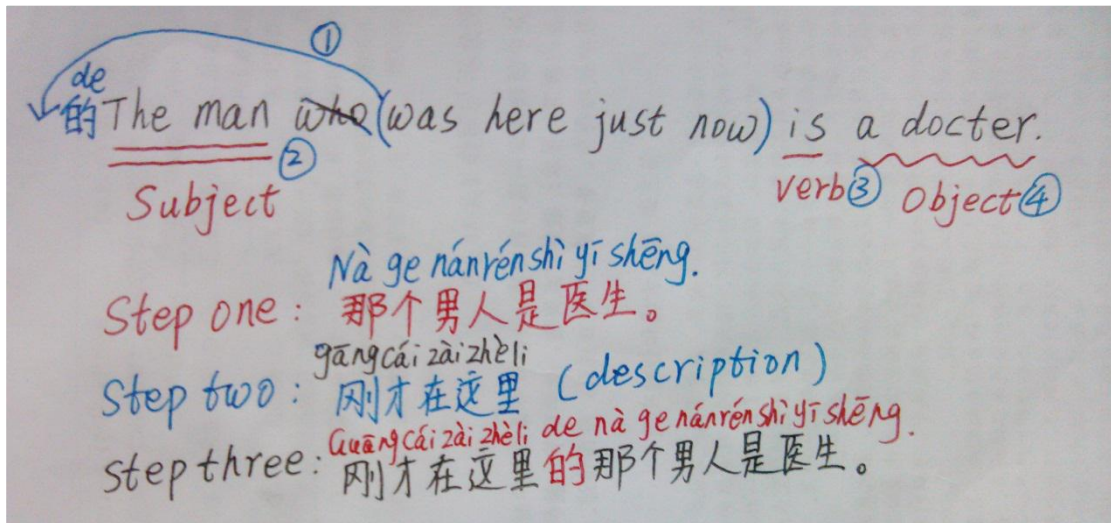 ①
de
的The man who(was here just now) is a docter.
② verb③ Object④
Subject
Nà ge nánrén shì yī shēng.
Step one: 那个男人是医生。
gāngcái zài zhèli
Step two: 刚才在这里 (description)
Guāngcái zài zhèli de nà ge nánrén shì yī shēng.
Step three: 刚才在这里的那个男人是医生。